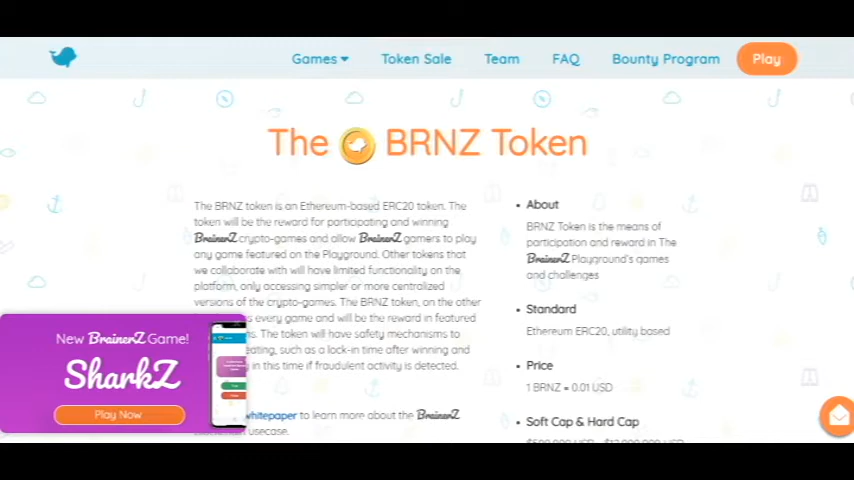 Games
Token Sale
Team
FAQ
Bounty Program
Play
The BRNZ Token
The BRNZ token is an Ethereum-based ERC20 token. The
token will be the reward for participating and winning
BrainerZ crypto-games and allow BrainerZ gamers to play
any game featured on the Playground. Other tokens that
we collaborate with will have limited functionality on the
platform, only accessing simpler or more centralized
versions of the crypto-games. The BRNZ token, on the other
s every game and will be the reward in featured
ns. The token will have safety mechanisms to
eating, such as a lock-in time after winning and
in this time if fraudulent activity is detected.
whitepaper to learn more about the BrainerZ
usecase.
• About
BRNZ Token is the means of
participation and reward in The
BrainerZ Playground's games
and challenges
• Standard
Ethereum ERC20, utility based
• Price
1 BRNZ = 0.01 USD
• Soft Cap & Hard Cap
New BrainerZ Game!
SharkZ
Play Now